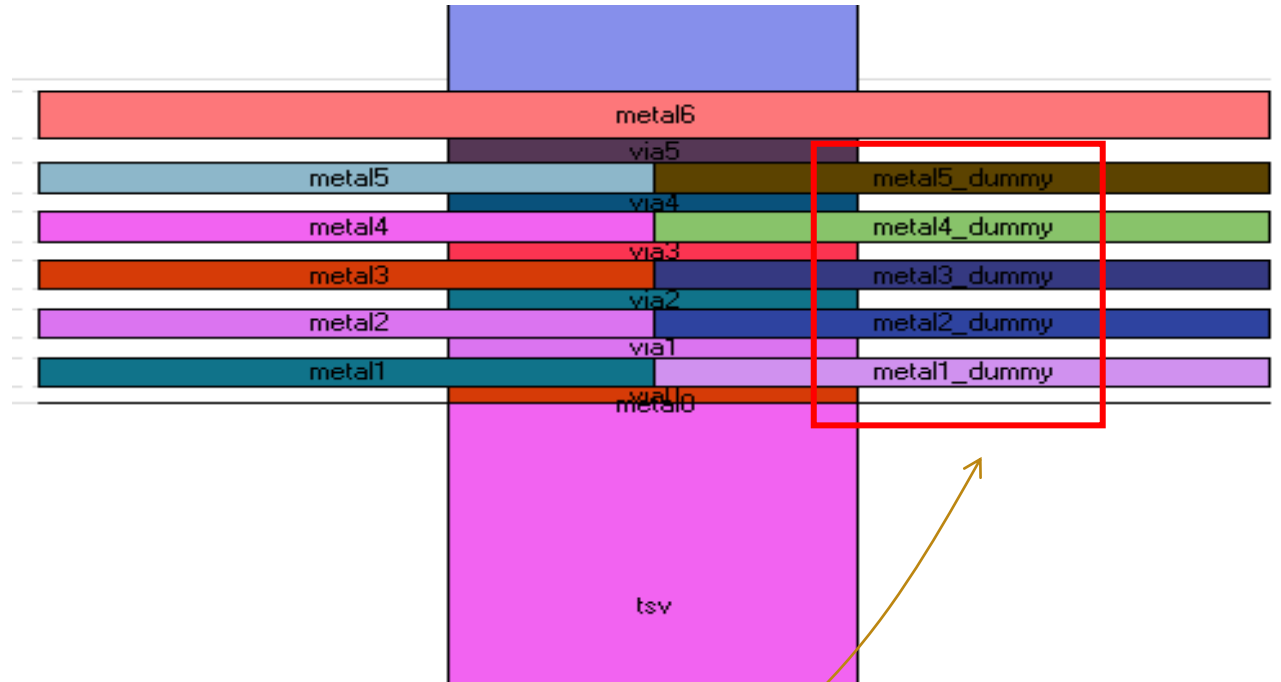 metal6
via5
metal5 metal5_dummy
via4
metal4 metal4_dummy
via3
metal3 metal3_dummy
via2
metal2 metal2_dummy
via1
metal1 metal1_dummy
metal0
tsv